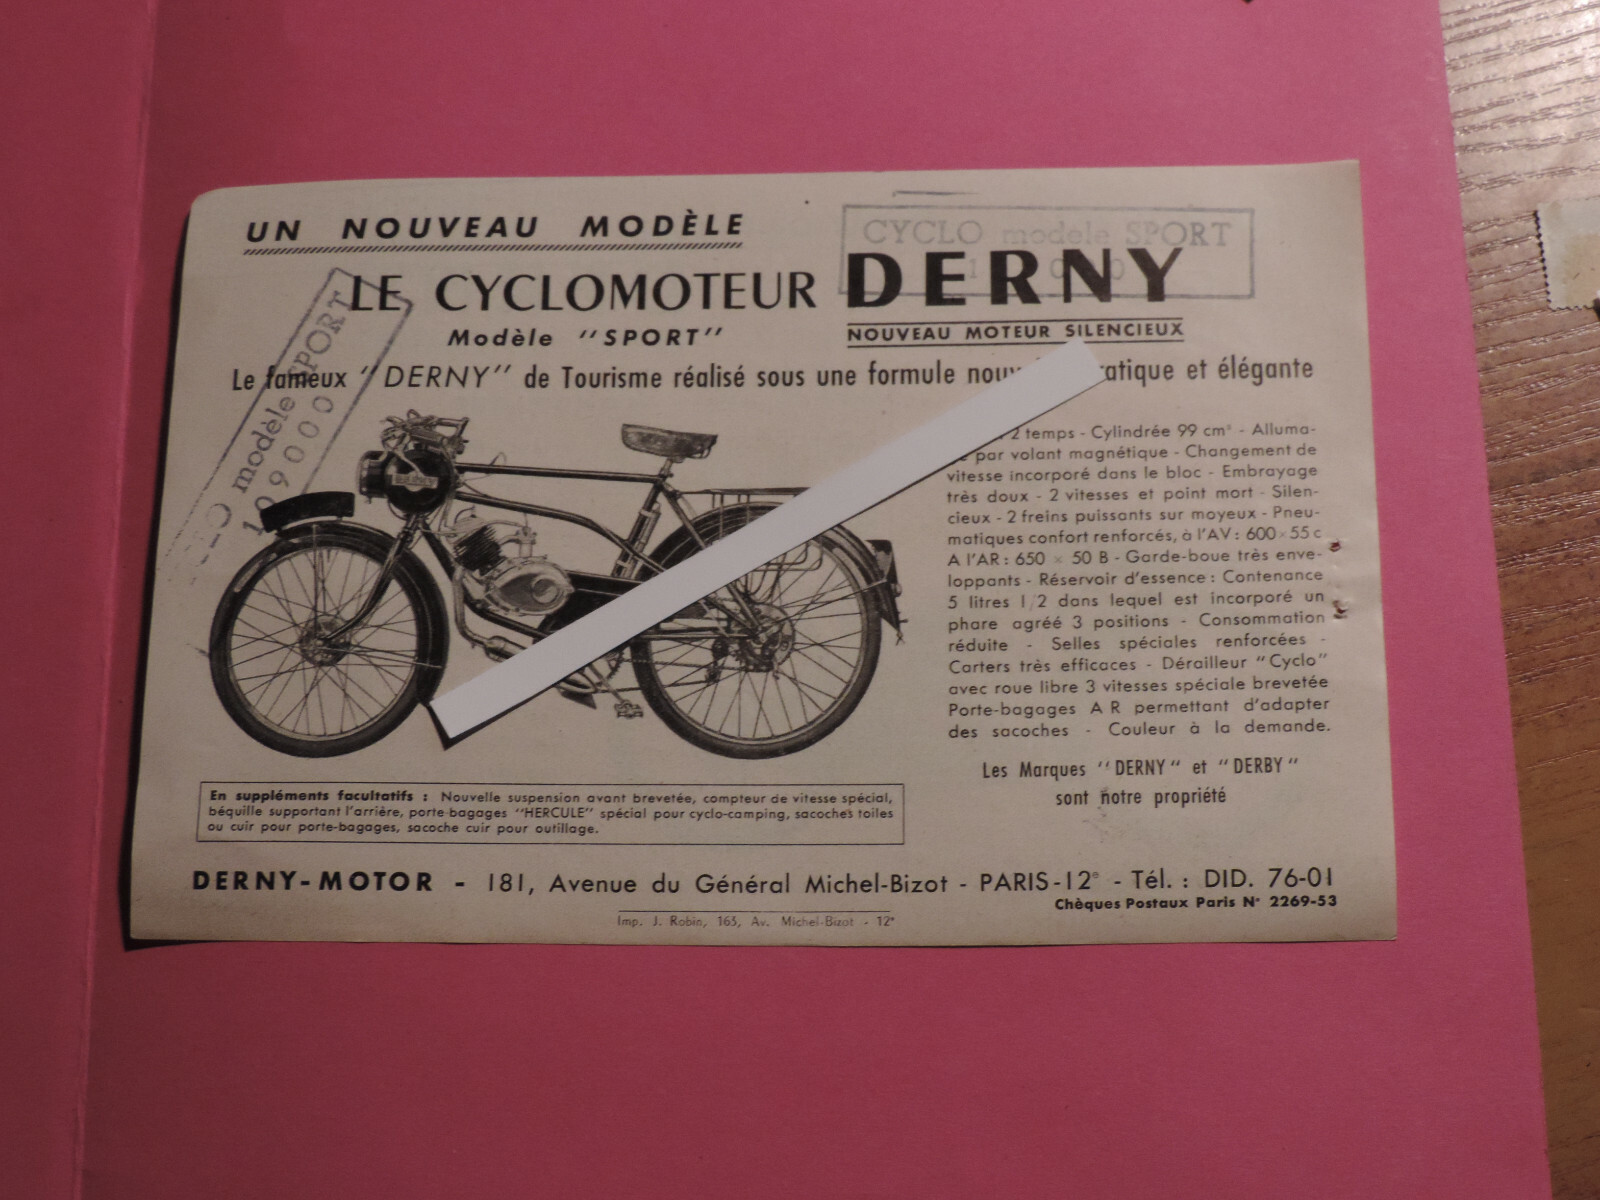 UN NOUVEAU MODÈLE
CYCLO modèle SPORT
LE CYCLOMOTEUR DERNY
Modèle "SPORT"
NOUVEAU MOTEUR SILENCIEUX
Le fameux "DERNY" de Tourisme réalisé sous une formule et élégante
modèle SPORT
109000
2 temps - Cylindrée 99 cm³ - Alluma-
par volant magnétique - Changement de
vitesse incorporé dans le bloc - Embrayage
très doux - 2 vitesses et point mort - Silen-
cieux - 2 freins puissants sur moyeux - Pneu-
matiques confort renforcés, à l'AV : 600 × 55 c
A l'AR : 650 × 50 B - Garde-boue très enve-
loppants - Réservoir d'essence : Contenance
5 litres 1/2 dans lequel est incorporé un
phare agréé 3 positions - Consommation
réduite - Selles spéciales renforcées -
Carters très efficaces - Dérailleur "Cyclo"
avec roue libre 3 vitesses spéciale brevetée
Porte-bagages AR permettant d'adapter
des sacoches - Couleur à la demande.
Les Marques "DERNY" et "DERBY"
sont notre propriété
En suppléments facultatifs : Nouvelle suspension avant brevetée, compteur de vitesse spécial,
béquille supportant l'arrière, porte-bagages "HERCULE" spécial pour cyclo-camping, sacoches toiles
ou cuir pour porte-bagages, sacoche cuir pour outillage.
DERNY-MOTOR - 181, Avenue du Général Michel-Bizot - PARIS-12e - Tél. : DID. 76-01
Chèques Postaux Paris N° 2269-53
Imp. J. Robin, 163, Av. Michel-Bizot - 12e